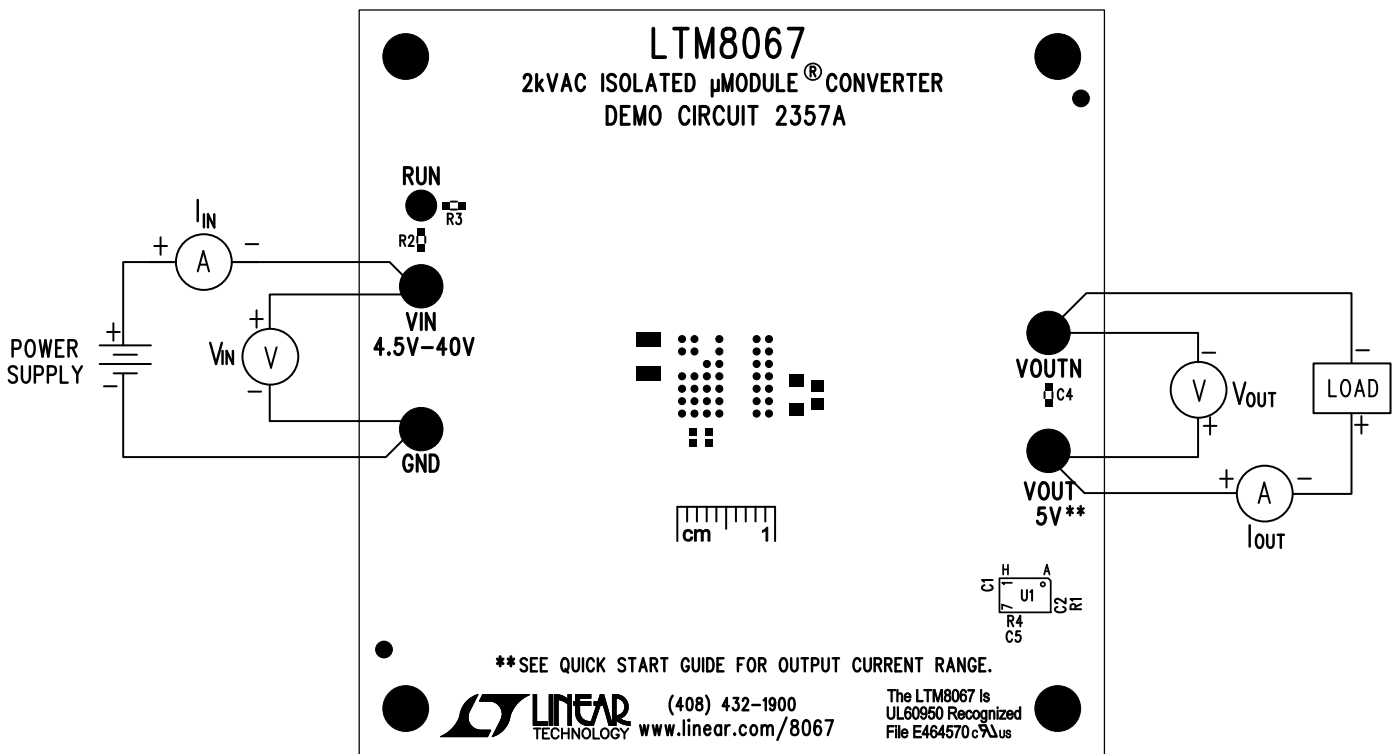 LTM8067
2kVAC ISOLATED µMODULE® CONVERTER
DEMO CIRCUIT 2357A
RUN
R3
R2
IIN
+ A -
VIN
4.5V-40V
POWER
SUPPLY
+
-
VIN
+
V
-
GND
VOUTN
C4
VOUT
5V**
-
V
+
VOUT
-
LOAD
+
+ A -
IOUT
cm 1
H A
C1
1
U1
7
C2
R1
R4
C5
**SEE QUICK START GUIDE FOR OUTPUT CURRENT RANGE.
LINEAR
TECHNOLOGY
(408) 432-1900
www.linear.com/8067
The LTM8067 Is
UL60950 Recognized
File E464570 c RU us